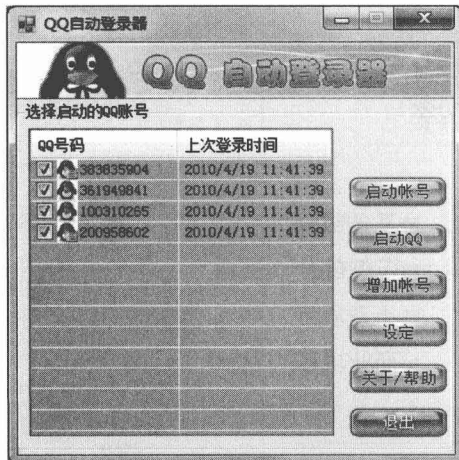 QQ自动登录器
QQ 自动登录器
选择启动的QQ账号
QQ号码 上次登录时间
383835904 2010/4/19 11:41:39
361949841 2010/4/19 11:41:39
100310265 2010/4/19 11:41:39
200958602 2010/4/19 11:41:39
启动帐号
启动QQ
增加帐号
设定
关于/帮助
退出